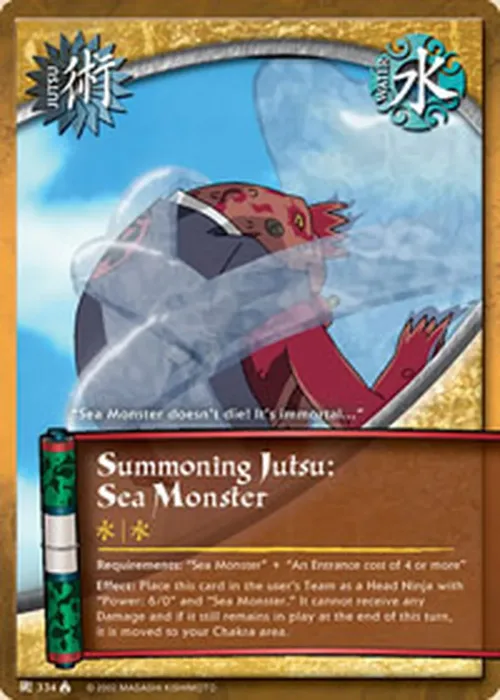 JUTSU 術
WATER 水
"Sea Monster doesn't die! It's immortal..."
Summoning Jutsu:
Sea Monster
Requirements: "Sea Monster" + "An Entrance cost of 4 or more"
Effect: Place this card in the user's Team as a Head Ninja with
"Power: 6/0" and "Sea Monster." It cannot receive any
Damage and if it still remains in play at the end of this turn,
it is moved to your Chakra area.
334 © 2002 MASASHI KISHIMOTO